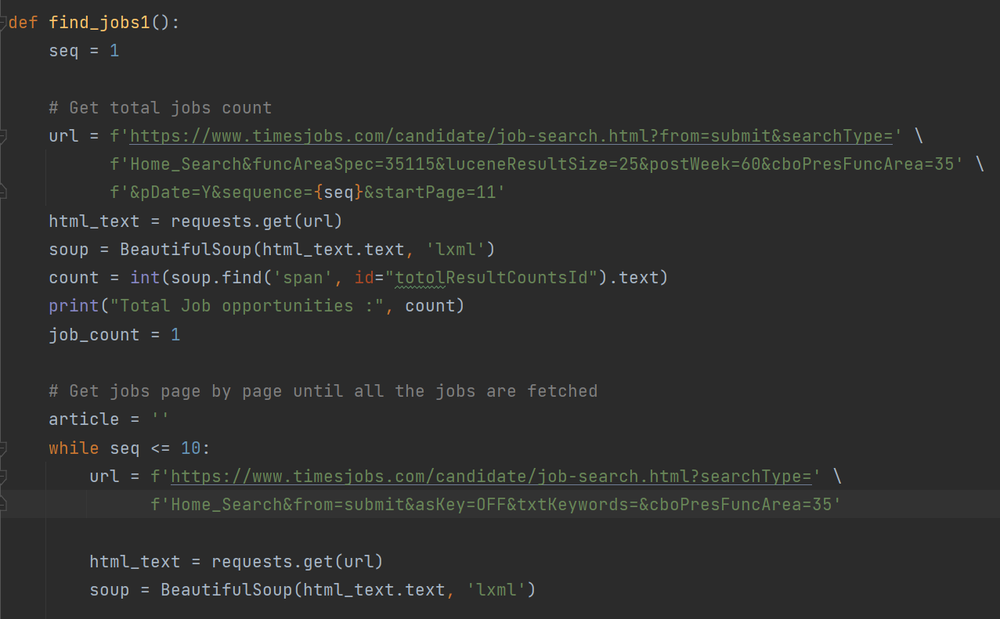 def find_jobs1():
    seq = 1
    # Get total jobs count
    url = f'https://www.timesjobs.com/candidate/job-search.html?from=submit&searchType=' \
          f'Home_Search&funcAreaSpec=35115&luceneResultSize=25&postWeek=60&cboPresFuncArea=35' \
          f'&pDate=Y&sequence={seq}&startPage=11'
    html_text = requests.get(url)
    soup = BeautifulSoup(html_text.text, 'lxml')
    count = int(soup.find('span', id="totolResultCountsId").text)
    print("Total Job opportunities :", count)
    job_count = 1
    # Get jobs page by page until all the jobs are fetched
    article = ''
    while seq <= 10:
        url = f'https://www.timesjobs.com/candidate/job-search.html?searchType=' \
              f'Home_Search&from=submit&asKey=OFF&txtKeywords=&cboPresFuncArea=35'
        html_text = requests.get(url)
        soup = BeautifulSoup(html_text.text, 'lxml')